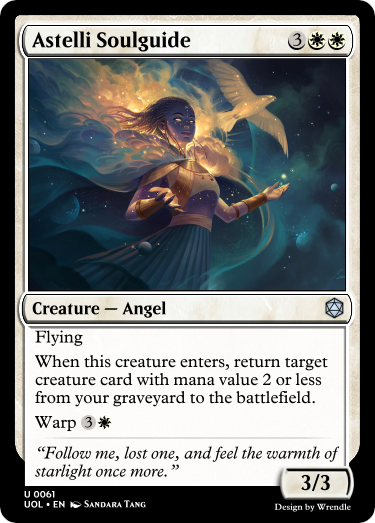 Astelli Soulguide 3
Creature — Angel
Flying
When this creature enters, return target
creature card with mana value 2 or less
from your graveyard to the battlefield.
Warp 3
“Follow me, lost one, and feel the warmth of
starlight once more.”
3/3
U 0061
UOL • EN Sandara Tang
Design by Wrendle